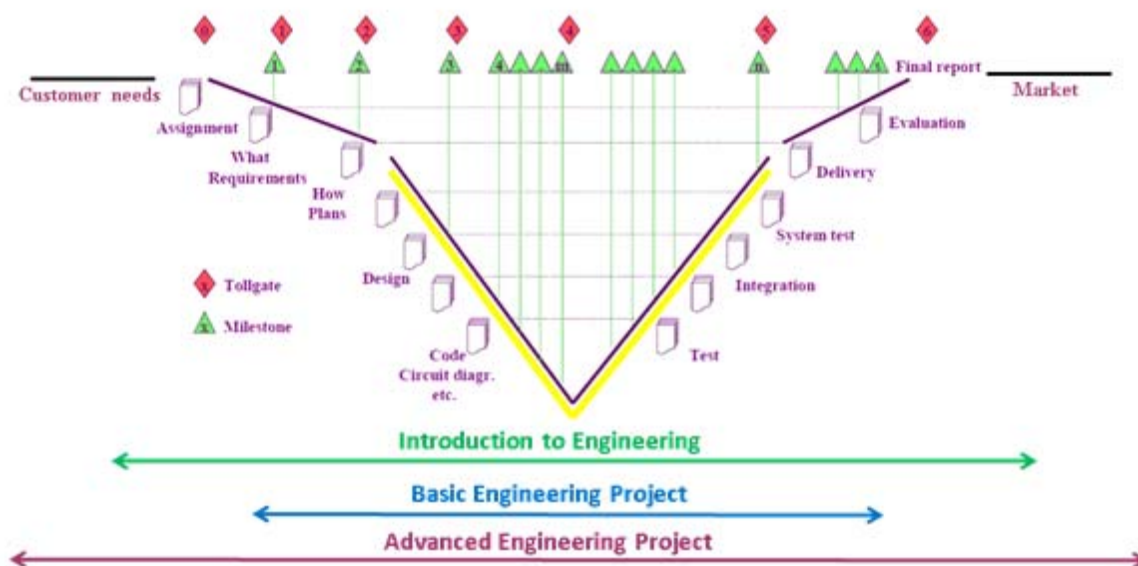 0 1 2 3 4 5 6
1 2 3 4 m n s
Final report
Customer needs
Market
Assignment
Evaluation
What
Requirements
Delivery
How
Plans
System test
Design
Integration
x Tollgate
x Milestone
Test
Code
Circuit diagr.
etc.
Introduction to Engineering
Basic Engineering Project
Advanced Engineering Project